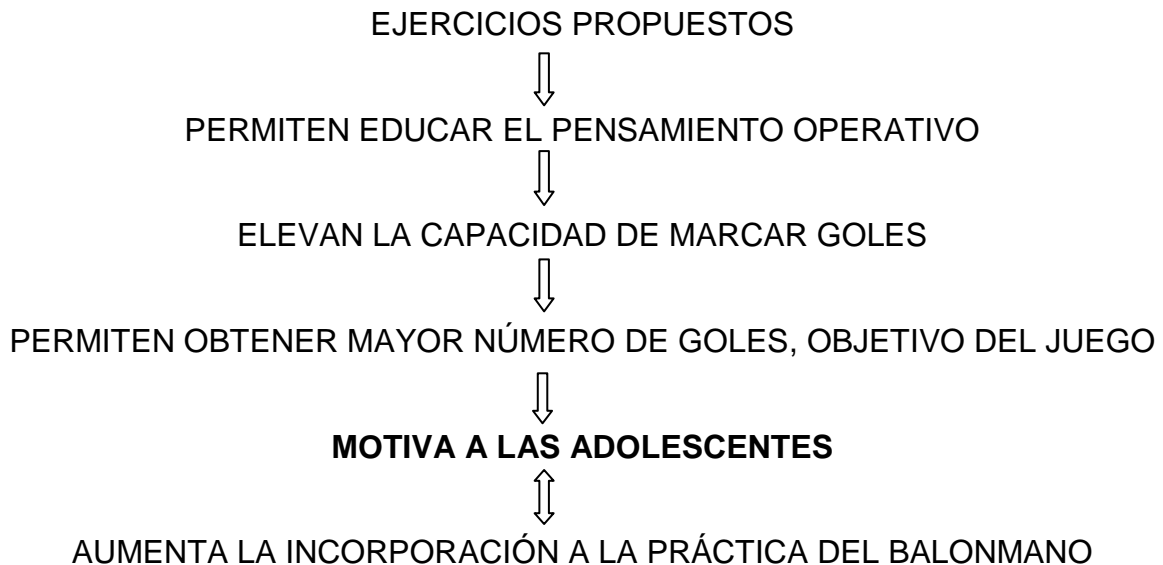 EJERCICIOS PROPUESTOS
PERMITEN EDUCAR EL PENSAMIENTO OPERATIVO
ELEVAN LA CAPACIDAD DE MARCAR GOLES
PERMITEN OBTENER MAYOR NÚMERO DE GOLES, OBJETIVO DEL JUEGO
MOTIVA A LAS ADOLESCENTES
AUMENTA LA INCORPORACIÓN A LA PRÁCTICA DEL BALONMANO